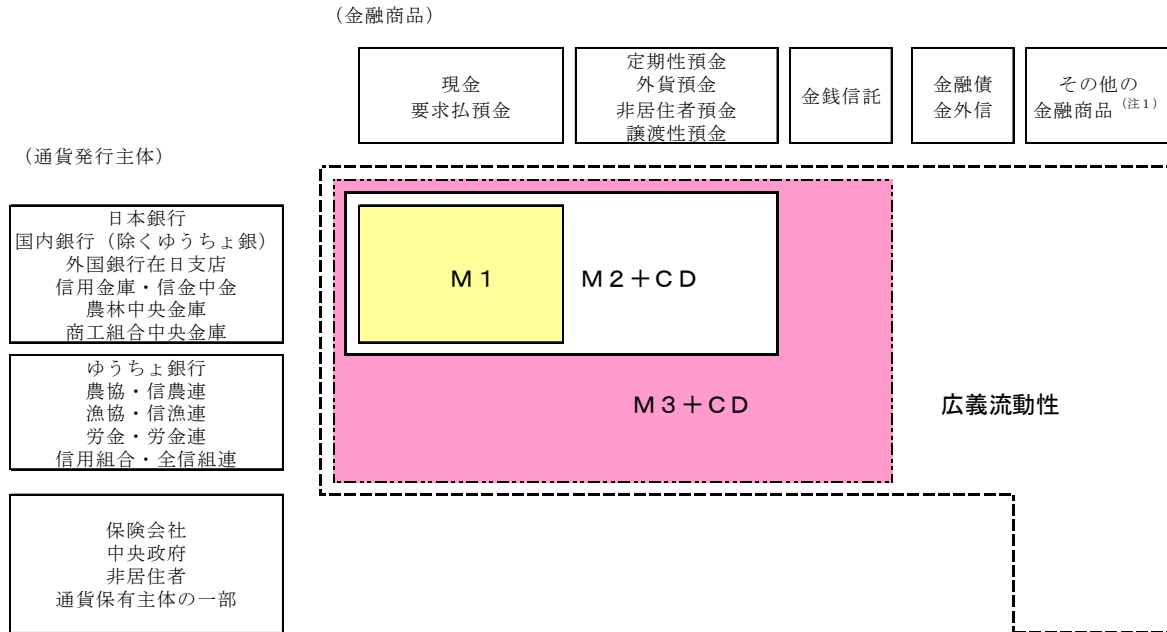 （金融商品）
現金
要求払預金
定期性預金
外貨預金
非居住者預金
譲渡性預金
金銭信託
金融債
金外信
その他の
金融商品（注１）
（通貨発行主体）
日本銀行
国内銀行（除くゆうちょ銀）
外国銀行在日支店
信用金庫・信金中金
農林中央金庫
商工組合中央金庫
Ｍ１
Ｍ２＋ＣＤ
ゆうちょ銀行
農協・信農連
漁協・信漁連
労金・労金連
信用組合・全信組連
Ｍ３＋ＣＤ
広義流動性
保険会社
中央政府
非居住者
通貨保有主体の一部